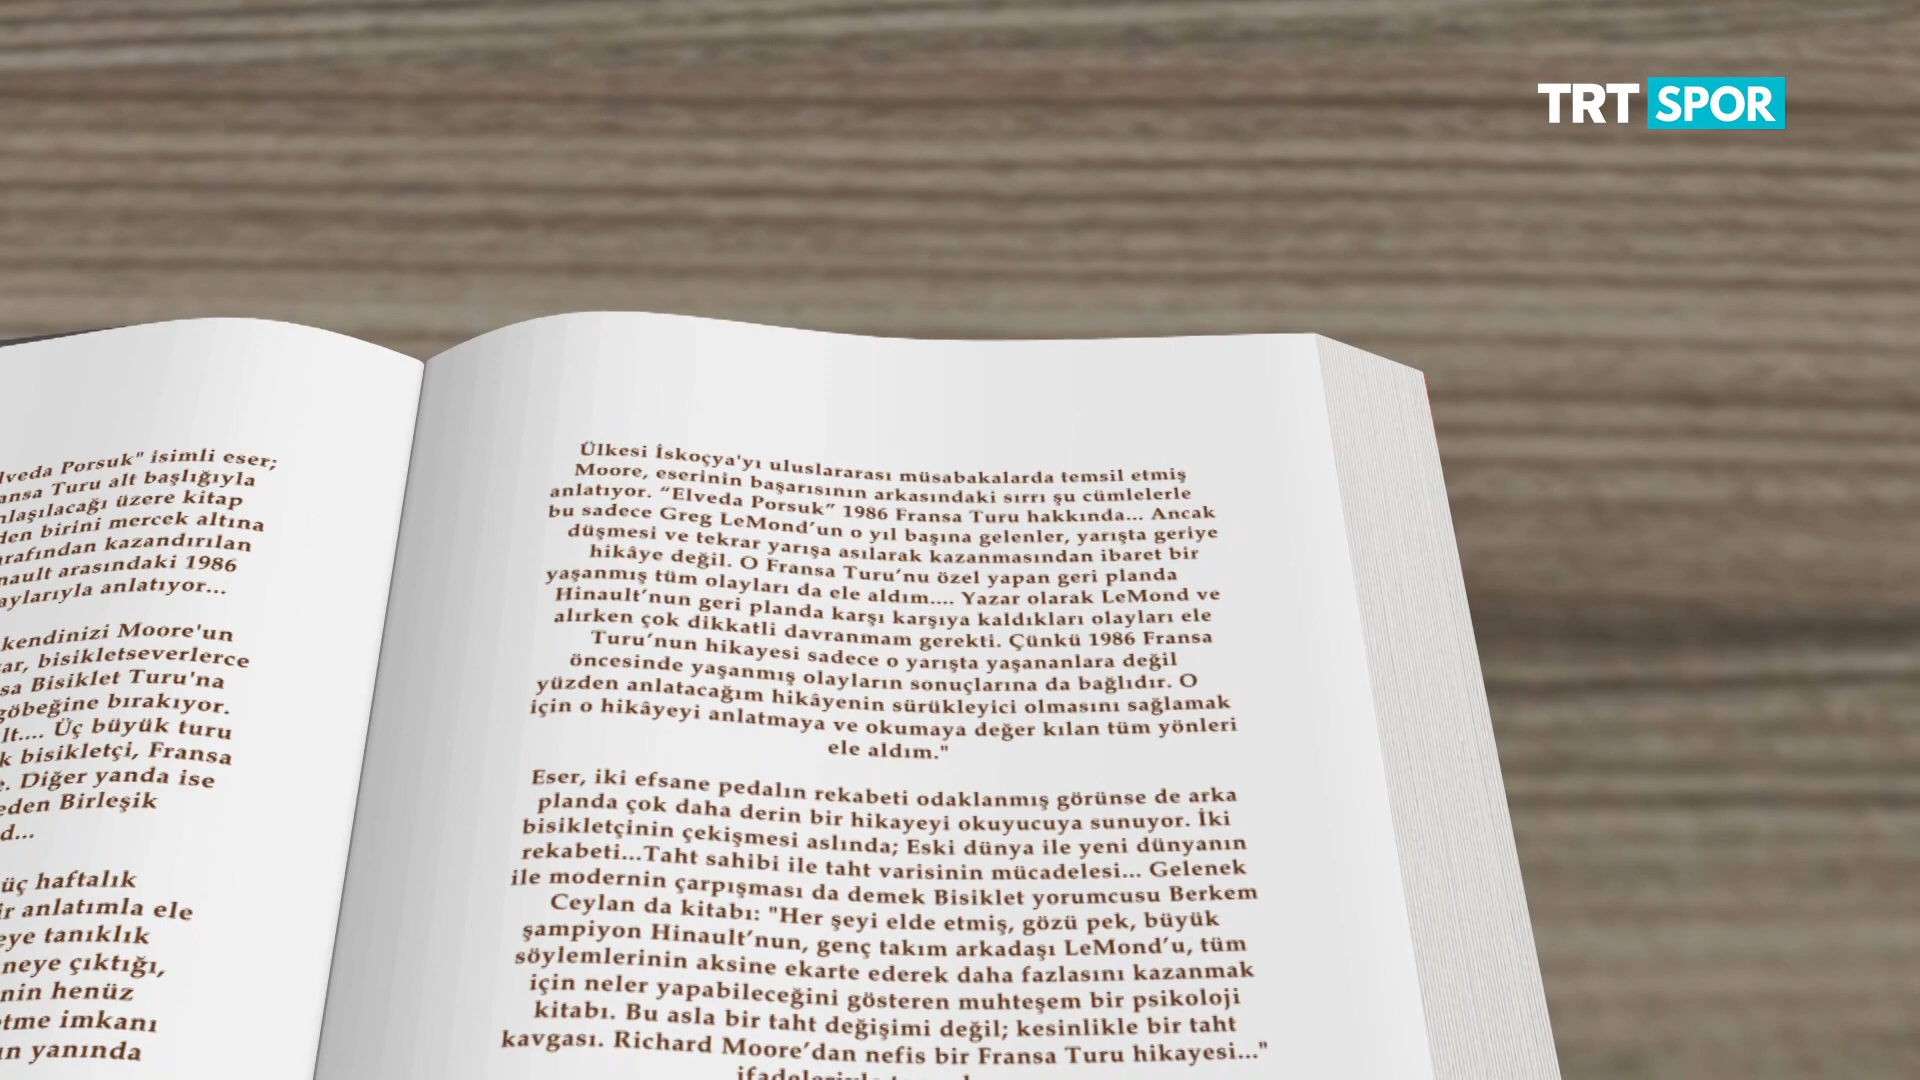 TRT SPOR
lveda Porsuk" isimli eser;
ansa Turu alt başlığıyla
nlaşılacağı üzere kitap
den birini mercek altına
arafından kazandırılan
nault arasındaki 1986
aylarıyla anlatıyor...
kendinizi Moore'un
ar, bisikletseverlerce
sa Bisiklet Turu'na
göbeğine bırakıyor.
lt.... Üç büyük turu
k bisikletçi, Fransa
e. Diğer yanda ise
eden Birleşik
d...
üç haftalık
ir anlatımla ele
eye tanıklık
neye çıktığı,
nin henüz
etme imkanı
ın yanında
Ülkesi İskoçya'yı uluslararası müsabakalarda temsil etmiş
Moore, eserinin başarısının arkasındaki sırrı şu cümlelerle
anlatıyor. “Elveda Porsuk” 1986 Fransa Turu hakkında... Ancak
bu sadece Greg LeMond’un o yıl başına gelenler, yarışta geriye
düşmesi ve tekrar yarışa asılarak kazanmasından ibaret bir
hikâye değil. O Fransa Turu’nu özel yapan geri planda
yaşanmış tüm olayları da ele aldım.... Yazar olarak LeMond ve
Hinault’nun geri planda karşı karşıya kaldıkları olayları ele
alırken çok dikkatli davranmam gerekti. Çünkü 1986 Fransa
Turu’nun hikayesi sadece o yarışta yaşananlara değil
öncesinde yaşanmış olayların sonuçlarına da bağlıdır. O
yüzden anlatacağım hikâyenin sürükleyici olmasını sağlamak
için o hikâyeyi anlatmaya ve okumaya değer kılan tüm yönleri
ele aldım."
Eser, iki efsane pedalın rekabeti odaklanmış görünse de arka
planda çok daha derin bir hikayeyi okuyucuya sunuyor. İki
bisikletçinin çekişmesi aslında; Eski dünya ile yeni dünyanın
rekabeti...Taht sahibi ile taht varisinin mücadelesi... Gelenek
ile modernin çarpışması da demek Bisiklet yorumcusu Berkem
Ceylan da kitabı: "Her şeyi elde etmiş, gözü pek, büyük
şampiyon Hinault’nun, genç takım arkadaşı LeMond’u, tüm
söylemlerinin aksine ekarte ederek daha fazlasını kazanmak
için neler yapabileceğini gösteren muhteşem bir psikoloji
kitabı. Bu asla bir taht değişimi değil; kesinlikle bir taht
kavgası. Richard Moore’dan nefis bir Fransa Turu hikayesi..."